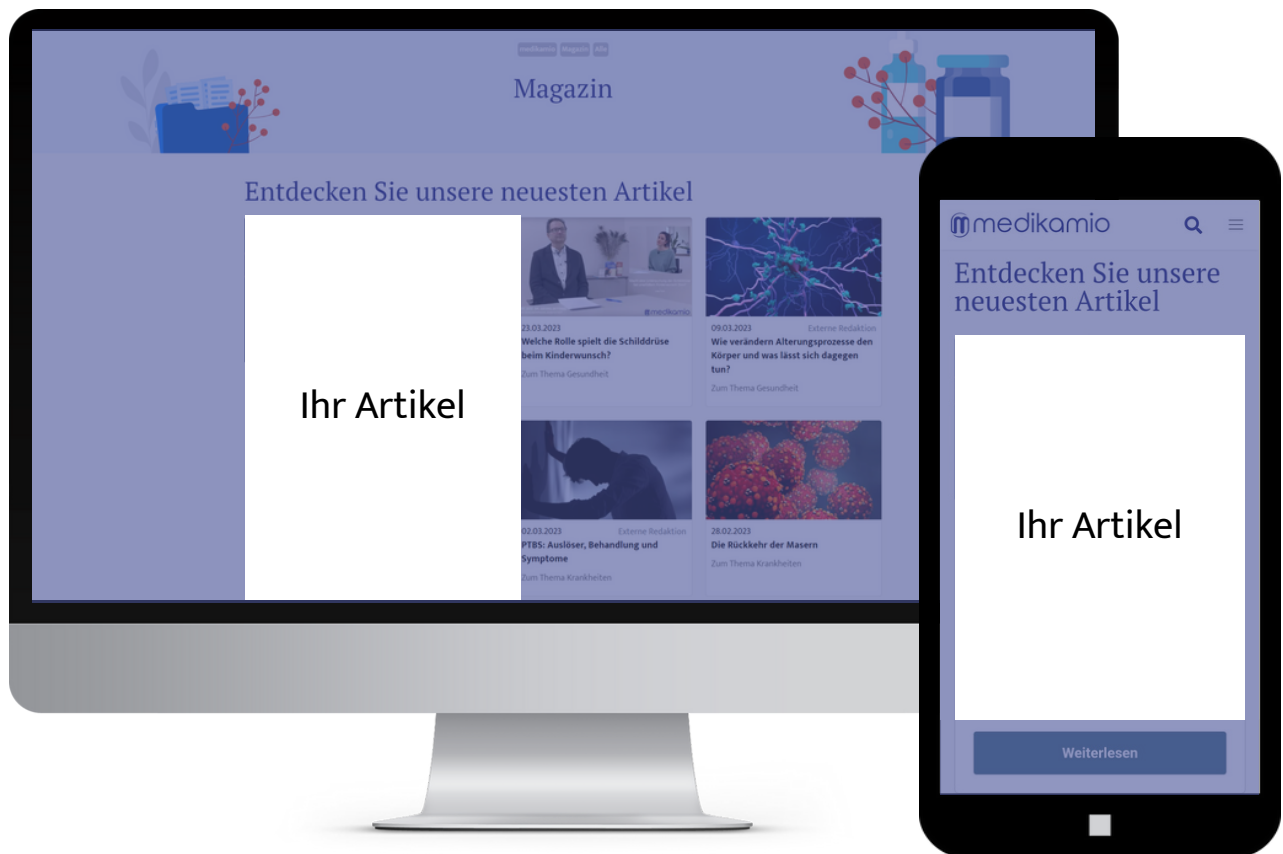 medikamio Magazin Alle
Magazin
Entdecken Sie unsere neuesten Artikel
Ihr Artikel
medikamio
23.03.2023
Welche Rolle spielt die Schilddrüse
beim Kinderwunsch?
Zum Thema Gesundheit
09.03.2023 Externe Redaktion
Wie verändern Alterungsprozesse den
Körper und was lässt sich dagegen
tun?
Zum Thema Gesundheit
02.03.2023 Externe Redaktion
PTBS: Auslöser, Behandlung und
Symptome
Zum Thema Krankheiten
28.02.2023
Die Rückkehr der Masern
Zum Thema Krankheiten
medikamio
Entdecken Sie unsere
neuesten Artikel
Ihr Artikel
Weiterlesen